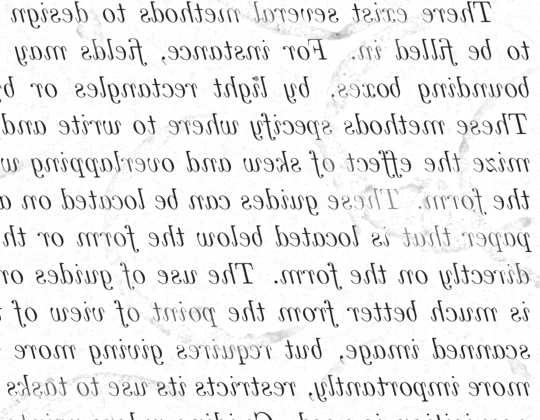 There exist several methods to design
to be filled in. For instance, fields may
bounding boxes, by light rectangles or b
These methods specify where to write and
mize the effect of skew and overlapping w
the form. These guides can be located on a
paper that is located below the form or th
directly on the form. The use of guides on
is much better from the point of view of t
scanned image, but requires giving more
more importantly, restricts its use to tasks